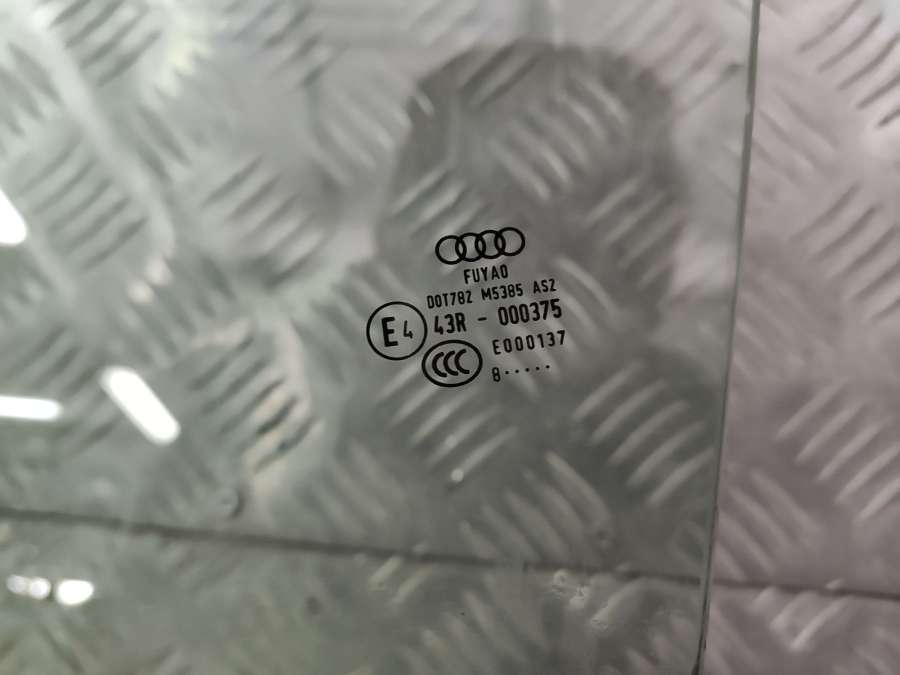 FUYAO
DOT782 M5385 AS2
E4 43R - 000375
CCC E000137
8·····